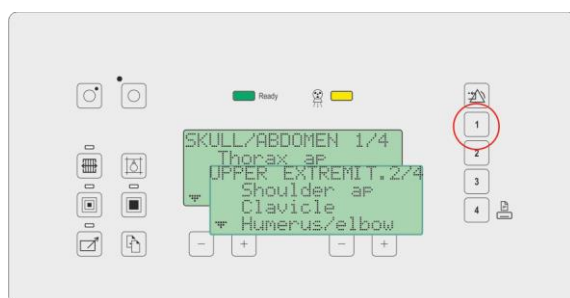 Ready
1
SKULL/ABDOMEN 1/4
Thorax ap
2
UPPER EXTREMIT.2/4
Shoulder ap
3
Clavicle
Humerus/elbow
4
- +
- +